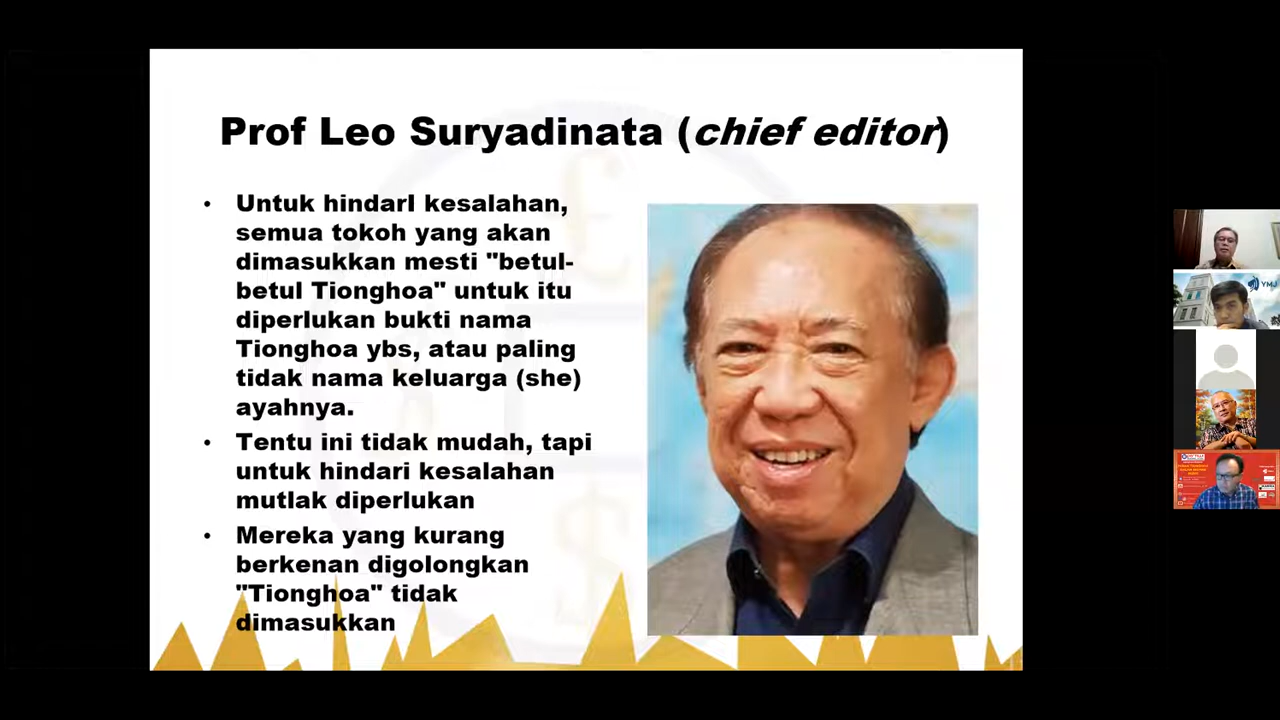 Prof Leo Suryadinata (chief editor)
• Untuk hindarI kesalahan,
semua tokoh yang akan
dimasukkan mesti "betul-
betul Tionghoa" untuk itu
diperlukan bukti nama
Tionghoa ybs, atau paling
tidak nama keluarga (she)
ayahnya.
• Tentu ini tidak mudah, tapi
untuk hindari kesalahan
mutlak diperlukan
• Mereka yang kurang
berkenan digolongkan
"Tionghoa" tidak
dimasukkan
YMJ